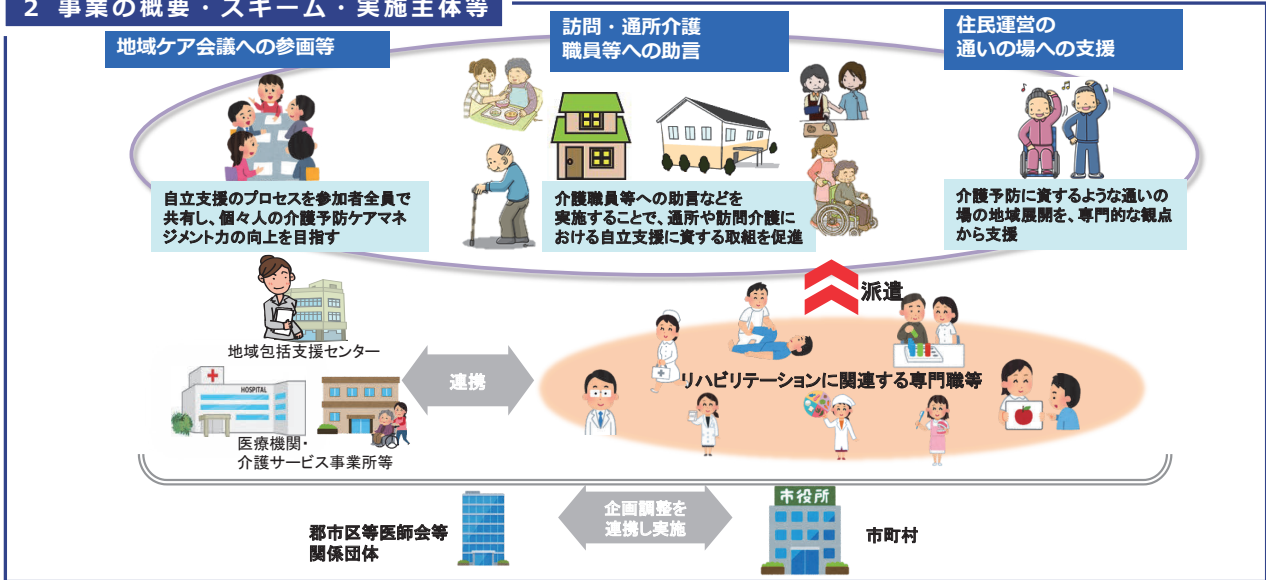 2 事業の概要・スキーム・実施主体等
地域ケア会議への参画等
訪問・通所介護
職員等への助言
住民運営の
通いの場への支援
自立支援のプロセスを参加者全員で
共有し、個々人の介護予防ケアマネ
ジメント力の向上を目指す
介護職員等への助言などを
実施することで、通所や訪問介護に
おける自立支援に資する取組を促進
介護予防に資するような通いの
場の地域展開を、専門的な観点
から支援
派遣
地域包括支援センター
連携
リハビリテーションに関連する専門職等
HOSPITAL
医療機関・
介護サービス事業所等
郡市区等医師会等
関係団体
企画調整を
連携し実施
市役所
市町村